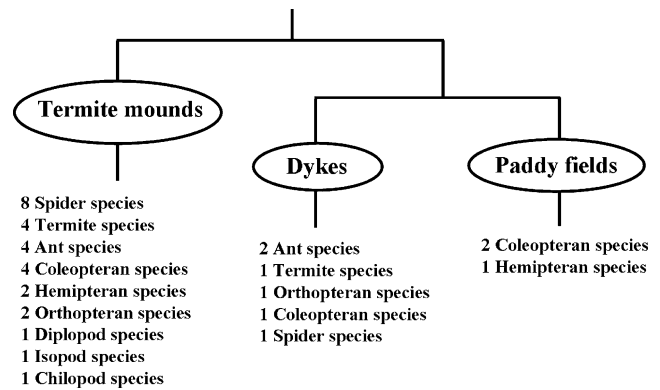 Termite mounds
8 Spider species
4 Termite species
4 Ant species
4 Coleopteran species
2 Hemipteran species
2 Orthopteran species
1 Diplopod species
1 Isopod species
1 Chilopod species
Dykes
2 Ant species
1 Termite species
1 Orthopteran species
1 Coleopteran species
1 Spider species
Paddy fields
2 Coleopteran species
1 Hemipteran species